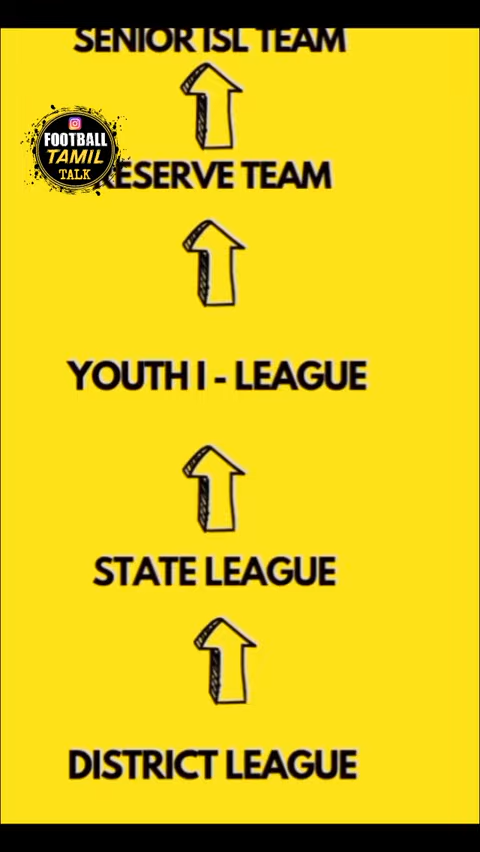 SENIOR ISL TEAM
FOOTBALL
TAMIL
TALK
RESERVE TEAM
YOUTH I - LEAGUE
STATE LEAGUE
DISTRICT LEAGUE